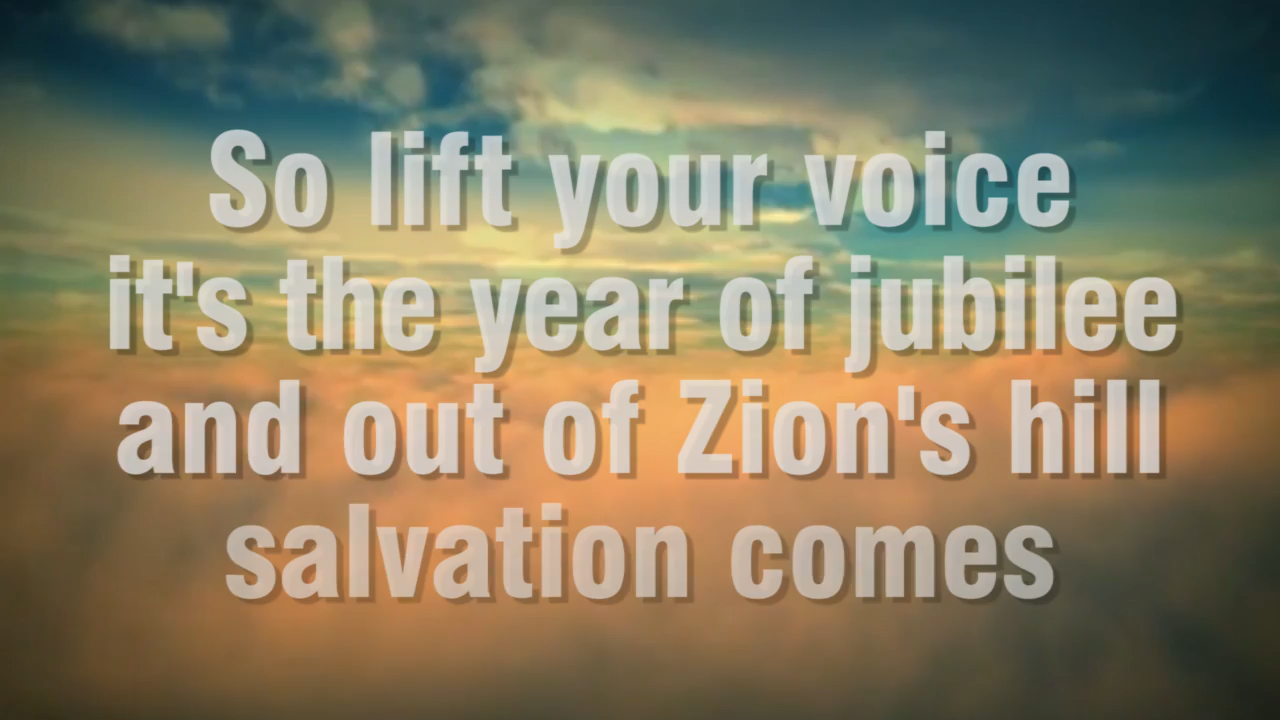 So lift your voice
it's the year of jubilee
and out of Zion's hill
salvation comes